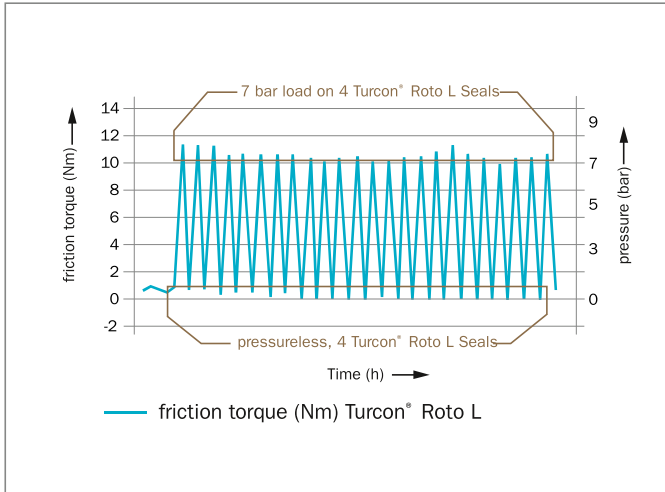 7 bar load on 4 Turcon® Roto L Seals
14
12
10
8
6
4
2
0
-2
friction torque (Nm)
9
7
5
3
0
pressure (bar)
pressureless, 4 Turcon® Roto L Seals
Time (h)
friction torque (Nm) Turcon® Roto L